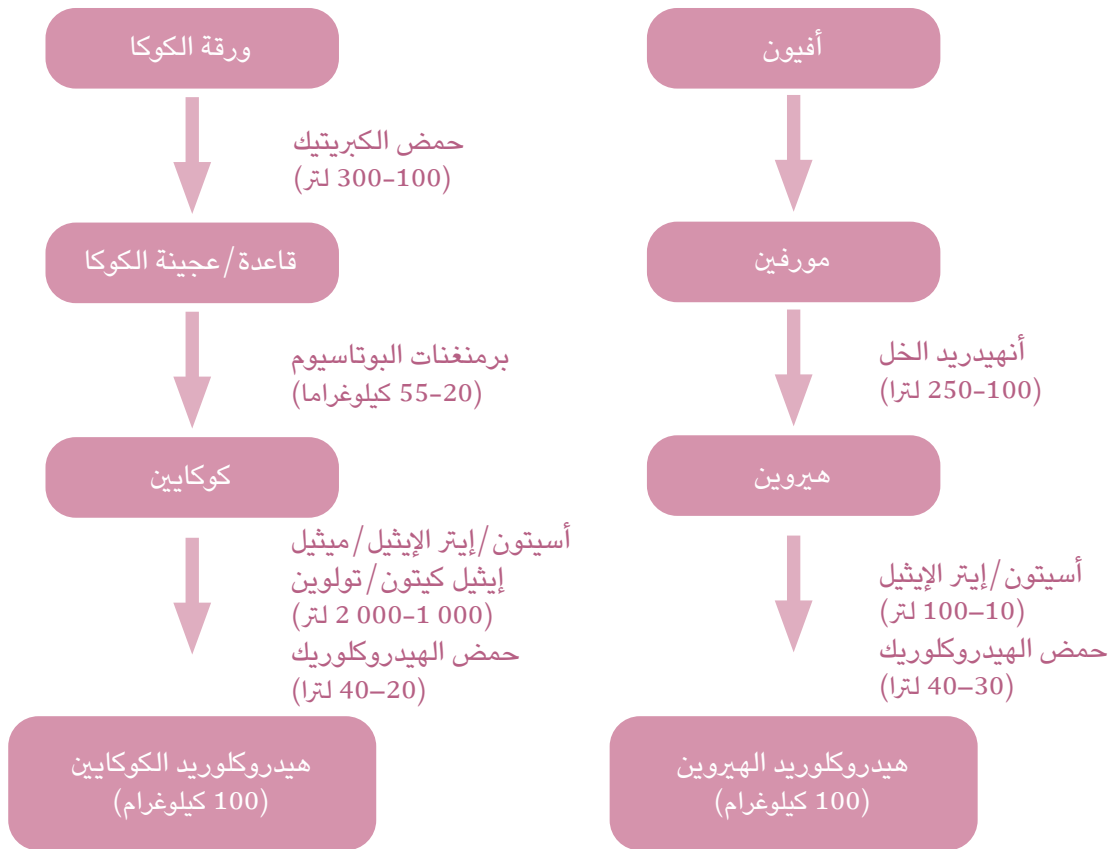 ورقة الكوكا
حمض الكبريتيك
(100-300 لتر)
قاعدة/عجينة الكوكا
برمنغنات البوتاسيوم
(20-55 كيلوغراما)
كوكايين
أسيتون/إيتر الإيثيل/ميثيل
إيثيل كيتون/تولوين
(1 000-2 000 لتر)
حمض الهيدروكلوريك
(20–40 لترا)
هيدروكلوريد الكوكايين
(100 كيلوغرام)
أفيون
مورفين
أنهيدريد الخل
(100-250 لترا)
هيروين
أسيتون/إيتر الإيثيل
(10–100 لتر)
حمض الهيدروكلوريك
(30–40 لترا)
هيدروكلوريد الهيروين
(100 كيلوغرام)